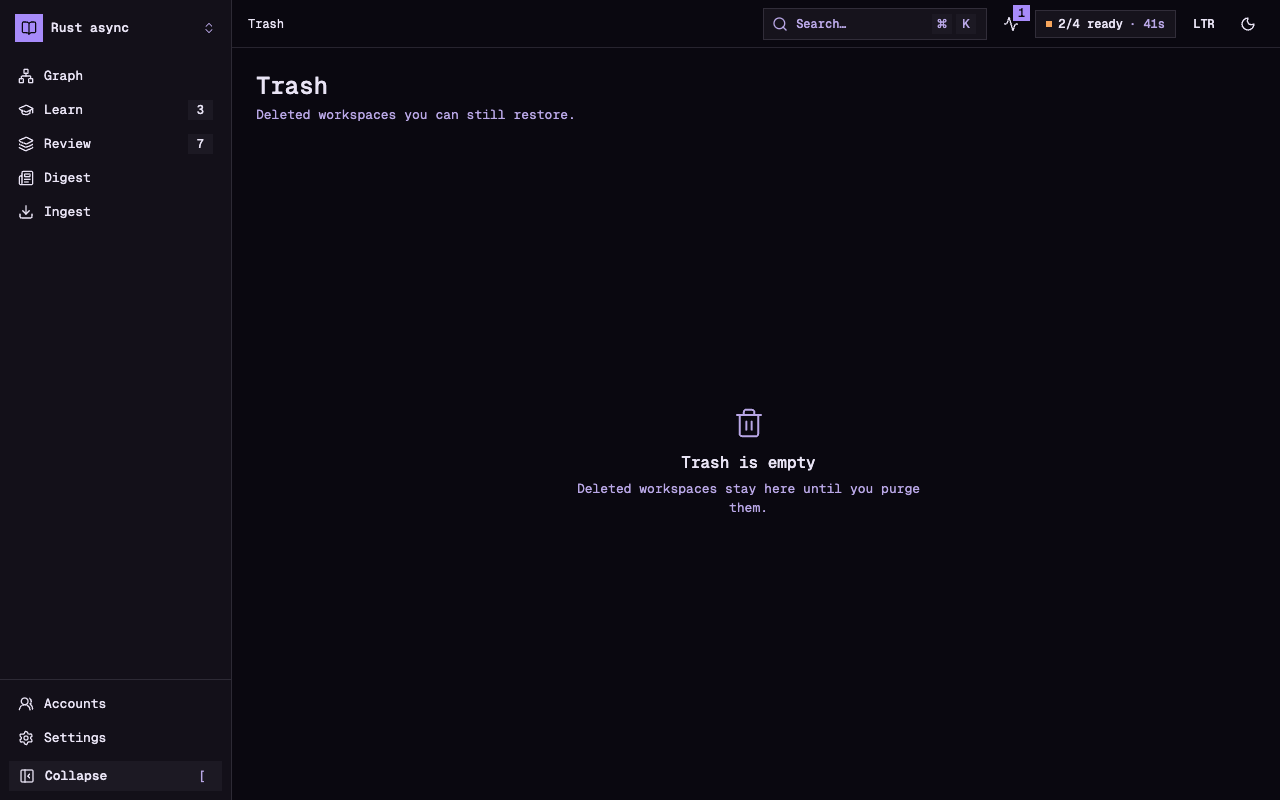 Rust async
Graph
Learn 3
Review 7
Digest
Ingest
Accounts
Settings
Collapse [
Trash
Search… ⌘ K
1
2/4 ready · 41s
LTR
Trash
Deleted workspaces you can still restore.
Trash is empty
Deleted workspaces stay here until you purge
them.